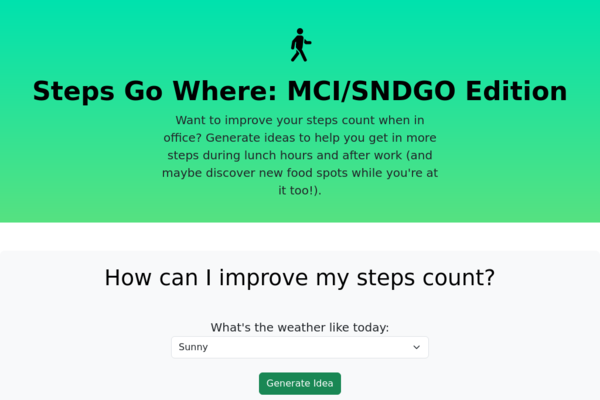 Steps Go Where: MCI/SNDGO Edition
Want to improve your steps count when in
office? Generate ideas to help you get in more
steps during lunch hours and after work (and
maybe discover new food spots while you're at
it too!).
How can I improve my steps count?
What's the weather like today:
Sunny
Generate Idea